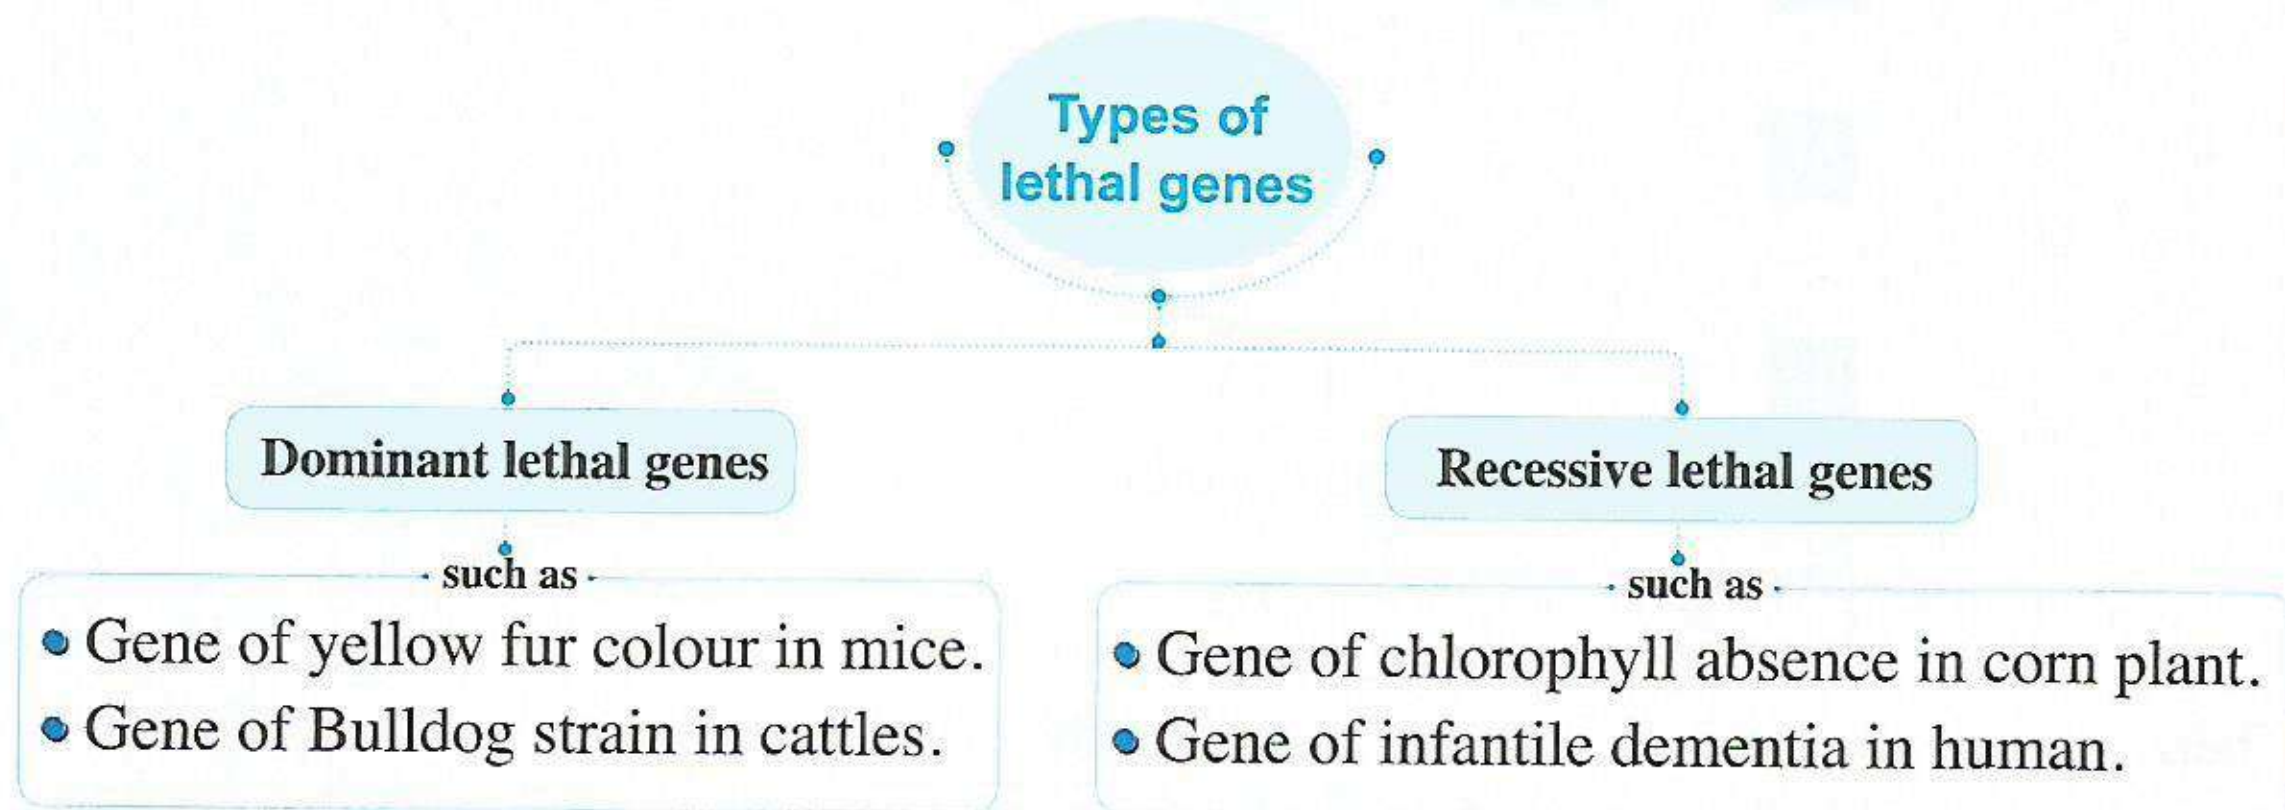 Types of
lethal genes
Dominant lethal genes
Recessive lethal genes
such as
• Gene of yellow fur colour in mice.
• Gene of Bulldog strain in cattles.
such as
• Gene of chlorophyll absence in corn plant.
• Gene of infantile dementia in human.